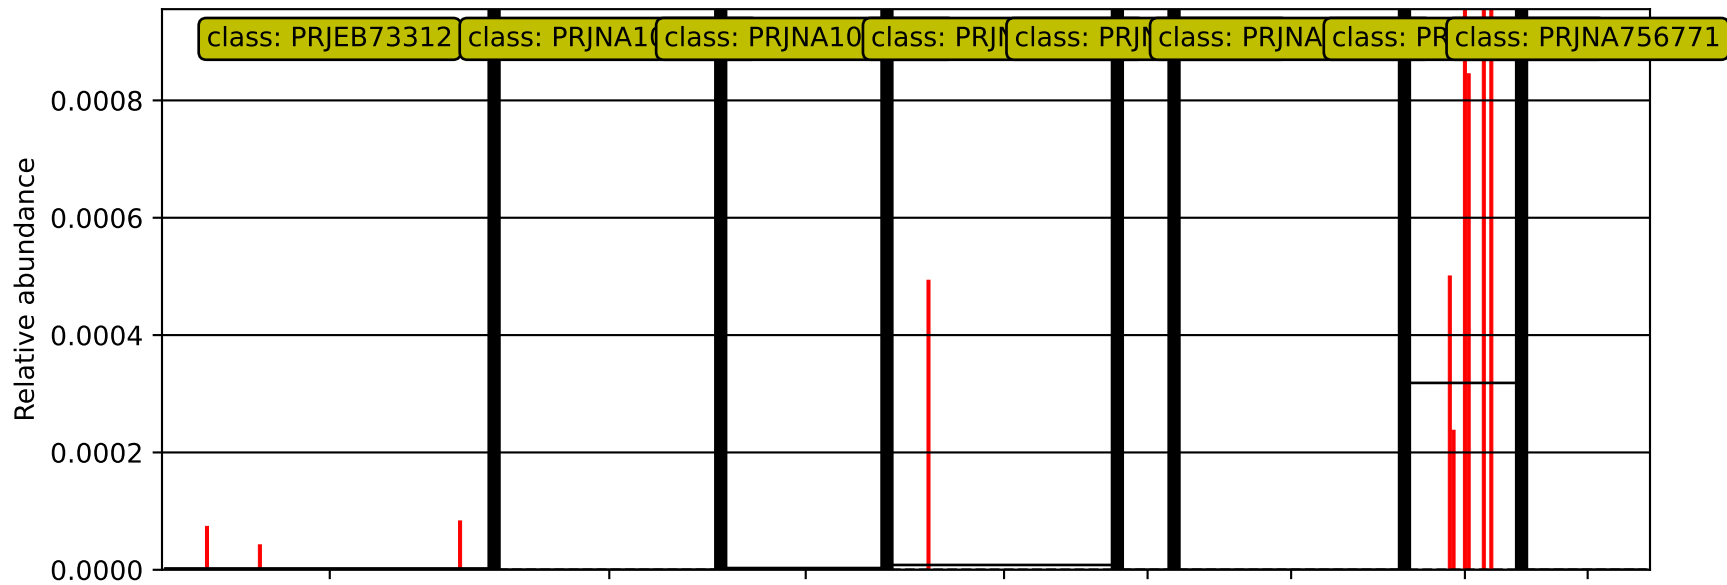 class: PRJEB73312
class: PRJNA10
class: PRJNA10
class: PRJN
class: PRJN
class: PRJNA
class: PR
class: PRJNA756771
0.0008
0.0006
0.0004
0.0002
0.0000
Relative abundance